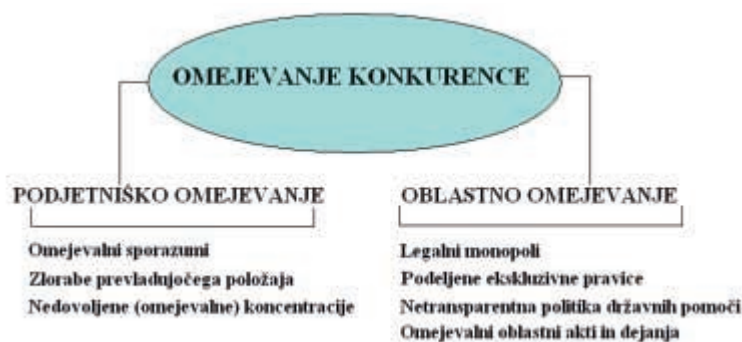 OMEJEVANJE KONKURENCE
PODJETNIŠKO OMEJEVANJE
Omejevalni sporazumi
Zlorabe prevladujočega položaja
Nedovoljene (omejevalne) koncentracije
OBLASTNO OMEJEVANJE
Legalni monopoli
Podeljene ekskluzivne pravice
Netransparentna politika državnih pomoči
Omejevalni oblastni akti in dejanja